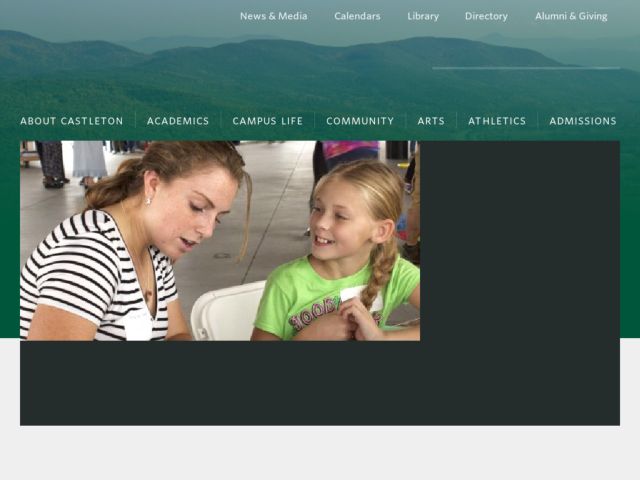 News & Media Calendars Library Directory Alumni & Giving
ABOUT CASTLETON ACADEMICS CAMPUS LIFE COMMUNITY ARTS ATHLETICS ADMISSIONS